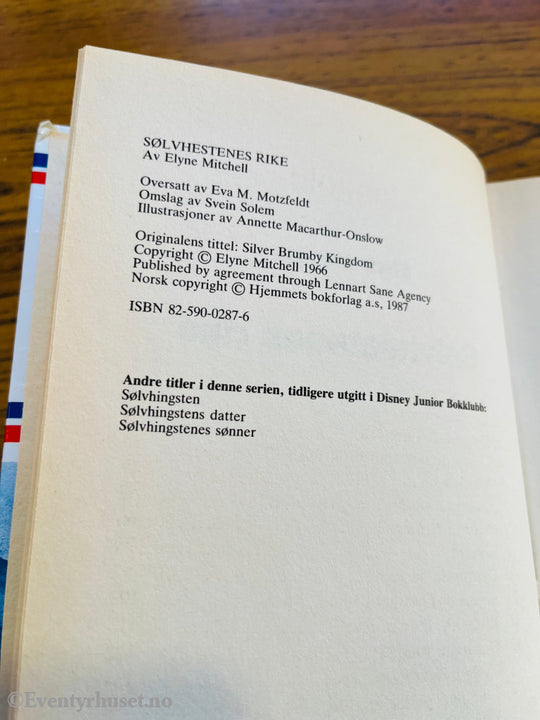 SØLVHESTENES RIKE
Av Elyne Mitchell
Oversatt av Eva M. Motzfeldt
Omslag av Svein Solem
Illustrasjoner av Annette Macarthur-Onslow
Originalens tittel: Silver Brumby Kingdom
Copyright © Elyne Mitchell 1966
Published by agreement through Lennart Sane Agency
Norsk copyright © Hjemmets bokforlag a.s, 1987
ISBN 82-590-0287-6
Andre titler i denne serien, tidligere utgitt i Disney Junior Bokklubb:
Sølvhingsten
Sølvhingstens datter
Sølvhingstenes sønner
©Eventyrhuset.no